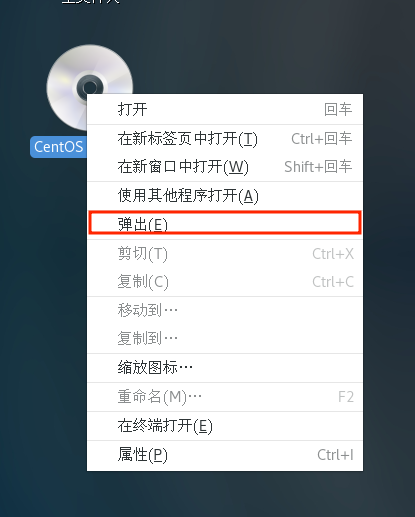 CentOS
打开 回车
在新标签页中打开(T) Ctrl+回车
在新窗口中打开(W) Shift+回车
使用其他程序打开(A)
弹出(E)
剪切(T) Ctrl+X
复制(C) Ctrl+C
移动到…
复制到…
缩放图标…
重命名(M)… F2
在终端打开(E)
属性(P) Ctrl+I